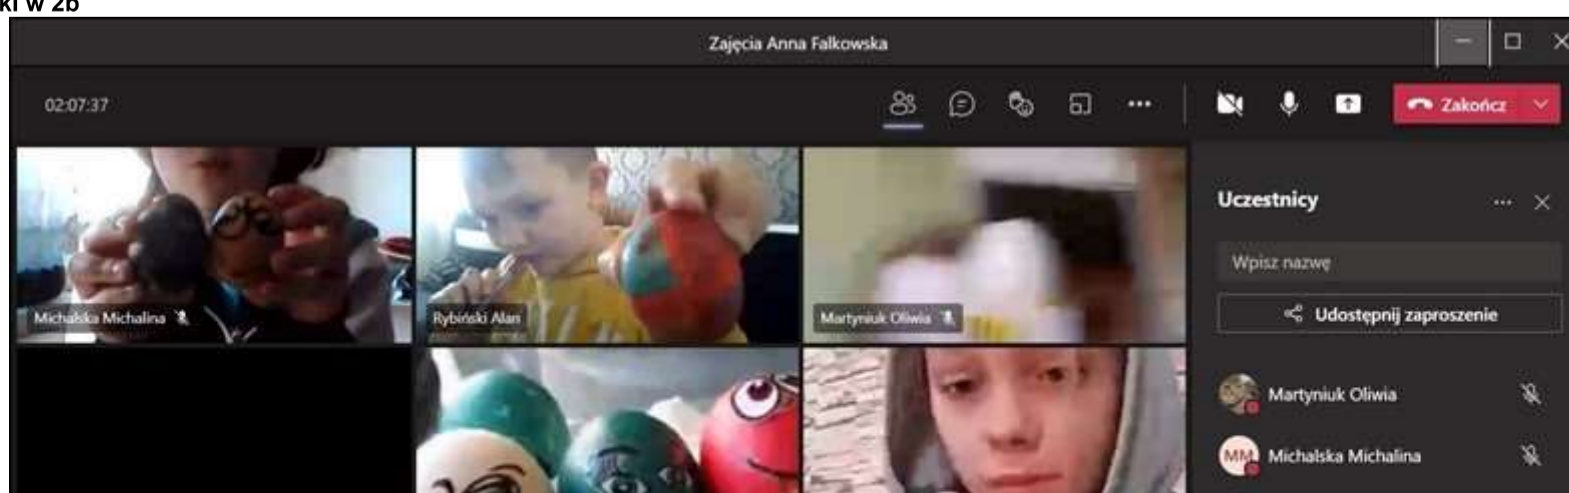 w 2b
Zajęcia Anna Falkowska
02:07:37
Zakończ
Michalska Michalina
Rybiński Alan
Martyniuk Oliwia
Uczestnicy
Wpisz nazwę
Udostępnij zaproszenie
Martyniuk Oliwia
MM Michalska Michalina